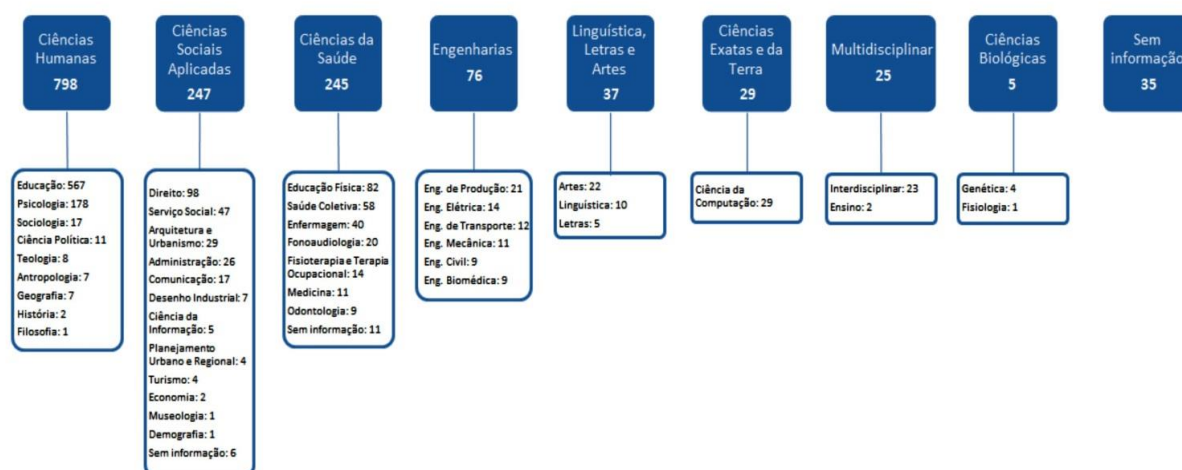 Ciências
Humanas
798
Ciências
Sociais
Aplicadas
247
Ciências da
Saúde
245
Engenharias
76
Linguística,
Letras e
Artes
37
Ciências
Exatas e da
Terra
29
Multidisciplinar
25
Ciências
Biológicas
5
Sem
informação
35
Educação: 567
Psicologia: 178
Sociologia: 17
Ciência Política: 11
Teologia: 8
Antropologia: 7
Geografia: 7
História: 2
Filosofia: 1
Direito: 98
Serviço Social: 47
Arquitetura e
Urbanismo: 29
Administração: 26
Comunicação: 17
Desenho Industrial: 7
Ciência da
Informação: 5
Planejamento
Urbano e Regional: 4
Turismo: 4
Economia: 2
Museologia: 1
Demografia: 1
Sem informação: 6
Educação Física: 82
Saúde Coletiva: 58
Enfermagem: 40
Fonoaudiologia: 20
Fisioterapia e Terapia
Ocupacional: 14
Medicina: 11
Odontologia: 9
Sem informação: 11
Eng. de Produção: 21
Eng. Elétrica: 14
Eng. de Transporte: 12
Eng. Mecânica: 11
Eng. Civil: 9
Eng. Biomédica: 9
Artes: 22
Linguística: 10
Letras: 5
Ciência da
Computação: 29
Interdisciplinar: 23
Ensino: 2
Genética: 4
Fisiologia: 1